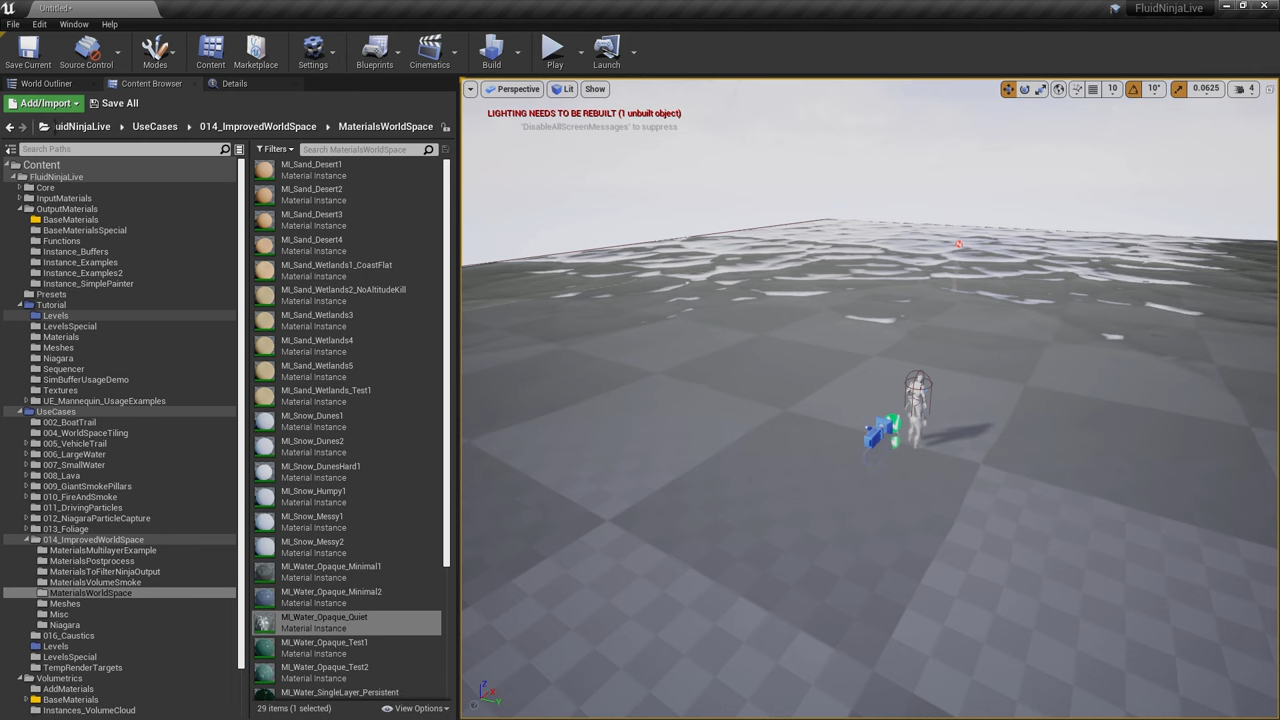 Untitled*
FluidNinjaLive
File Edit Window Help
Save Current Source Control Modes Content Marketplace Settings Blueprints Cinematics Build Play Launch
World Outliner Content Browser Details
Add/Import Save All
FluidNinjaLive UseCases 014_ImprovedWorldSpace MaterialsWorldSpace
Search Paths
Filters Search MaterialsWorldSpace
Content
FluidNinjaLive
Core
InputMaterials
OutputMaterials
BaseMaterials
BaseMaterialsSpecial
Functions
Instance_Buffers
Instance_Examples
Instance_Examples2
Instance_SimplePainter
Presets
Tutorial
Levels
LevelsSpecial
Materials
Meshes
Niagara
Sequencer
SimBufferUsageDemo
Textures
UE_Mannequin_UsageExamples
UseCases
002_BoatTrail
004_WorldSpaceTiling
005_VehicleTrail
006_LargeWater
007_SmallWater
008_Lava
009_GiantSmokePillars
010_FireAndSmoke
011_DrivingParticles
012_NiagaraParticleCapture
013_Foliage
014_ImprovedWorldSpace
MaterialsMultilayerExample
MaterialsPostprocess
MaterialsToFilterNinjaOutput
MaterialsVolumeSmoke
MaterialsWorldSpace
Meshes
Misc
Niagara
016_Caustics
Levels
LevelsSpecial
TempRenderTargets
Volumetrics
AddMaterials
BaseMaterials
Instances_VolumeCloud
MI_Sand_Desert1
Material Instance
MI_Sand_Desert2
Material Instance
MI_Sand_Desert3
Material Instance
MI_Sand_Desert4
Material Instance
MI_Sand_Wetlands1_CoastFlat
Material Instance
MI_Sand_Wetlands2_NoAltitudeKill
Material Instance
MI_Sand_Wetlands3
Material Instance
MI_Sand_Wetlands4
Material Instance
MI_Sand_Wetlands5
Material Instance
MI_Sand_Wetlands_Test1
Material Instance
MI_Snow_Dunes1
Material Instance
MI_Snow_Dunes2
Material Instance
MI_Snow_DunesHard1
Material Instance
MI_Snow_Humpy1
Material Instance
MI_Snow_Messy1
Material Instance
MI_Snow_Messy2
Material Instance
MI_Water_Opaque_Minimal1
Material Instance
MI_Water_Opaque_Minimal2
Material Instance
MI_Water_Opaque_Quiet
Material Instance
MI_Water_Opaque_Test1
Material Instance
MI_Water_Opaque_Test2
Material Instance
MI_Water_SingleLayer_Persistent
29 items (1 selected) View Options
Perspective Lit Show
10 10° 0.0625 4
LIGHTING NEEDS TO BE REBUILT (1 unbuilt object)
'DisableAllScreenMessages' to suppress
Z
X
Y